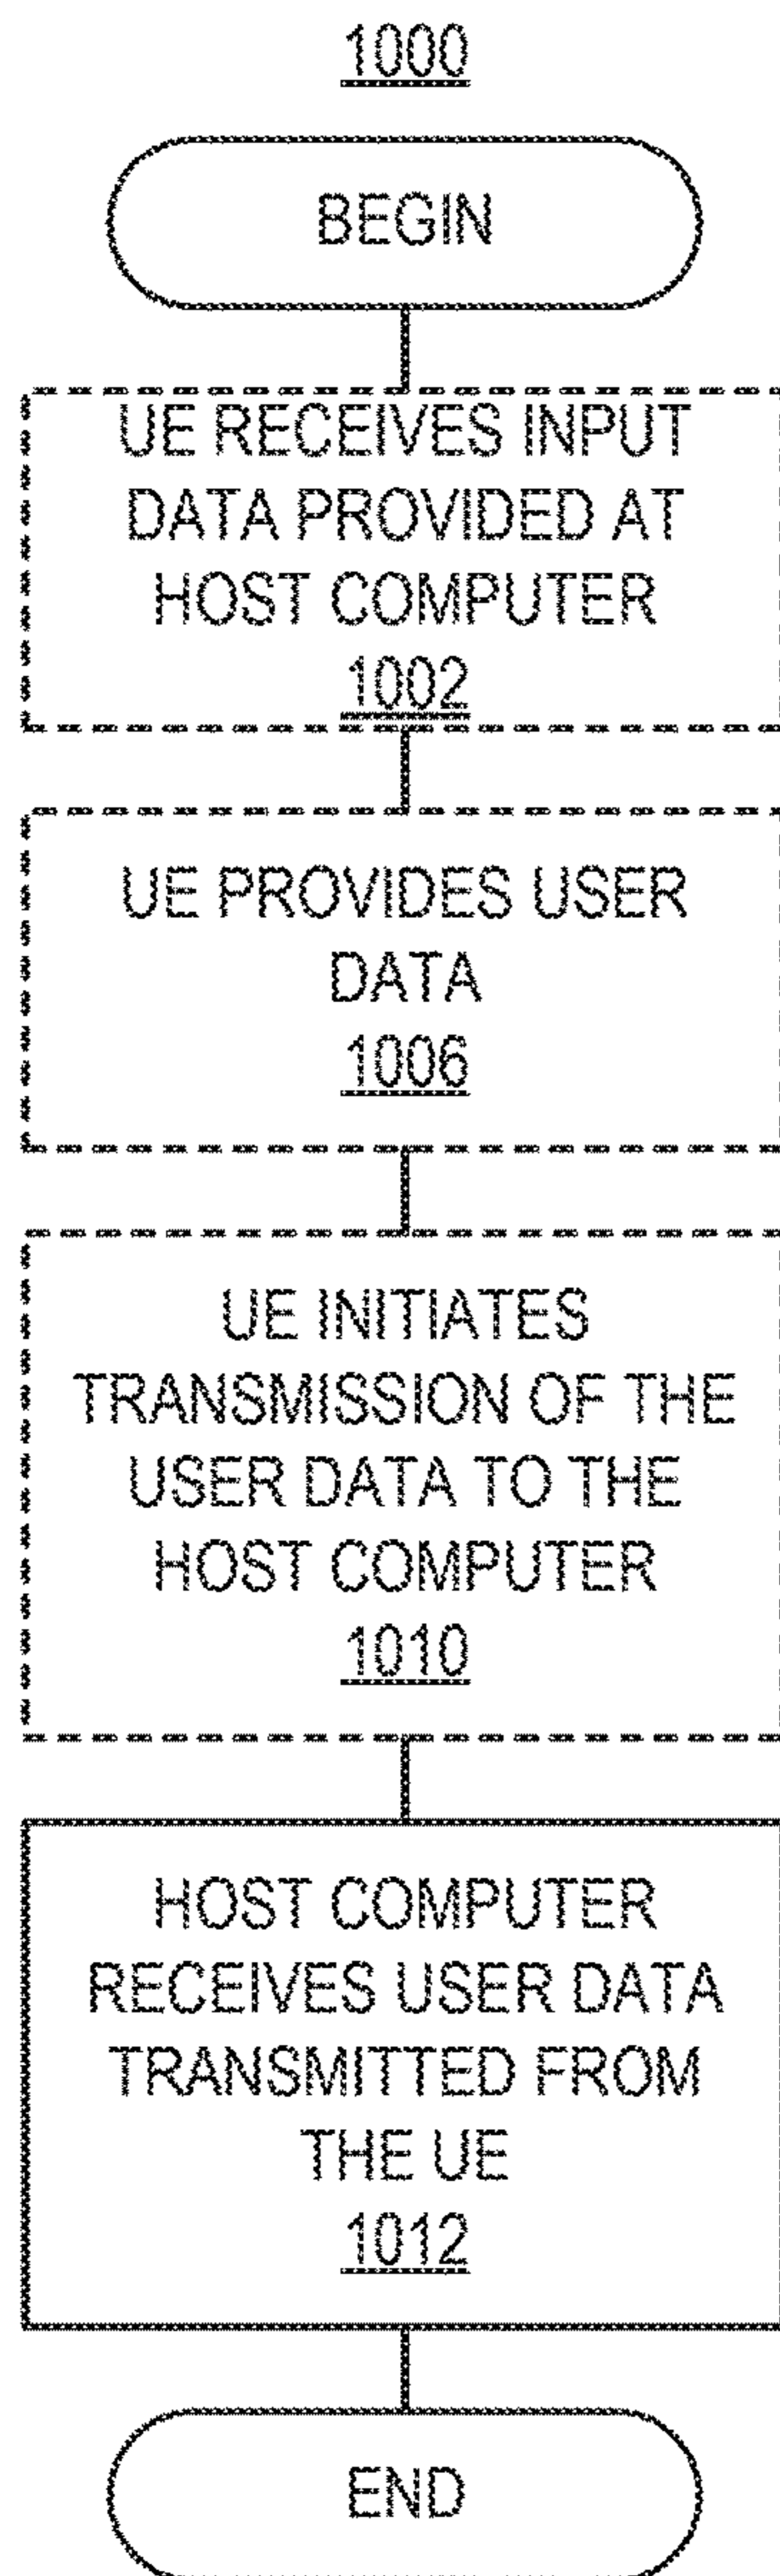 1000
BEGIN
UE RECEIVES INPUT
DATA PROVIDED AT
HOST COMPUTER
1002
UE PROVIDES USER
DATA
1006
UE INITIATES
TRANSMISSION OF THE
USER DATA TO THE
HOST COMPUTER
1010
HOST COMPUTER
RECEIVES USER DATA
TRANSMITTED FROM
THE UE
1012
END